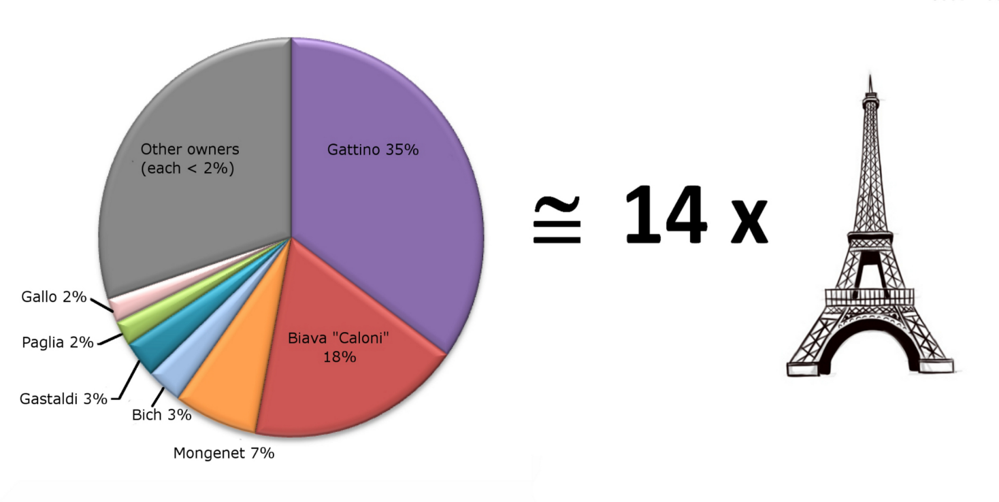 Other owners
(each < 2%)
Gattino 35%
Gallo 2%
Paglia 2%
Gastaldi 3%
Bich 3%
Mongenet 7%
Biava "Caloni"
18%
≅ 14 x